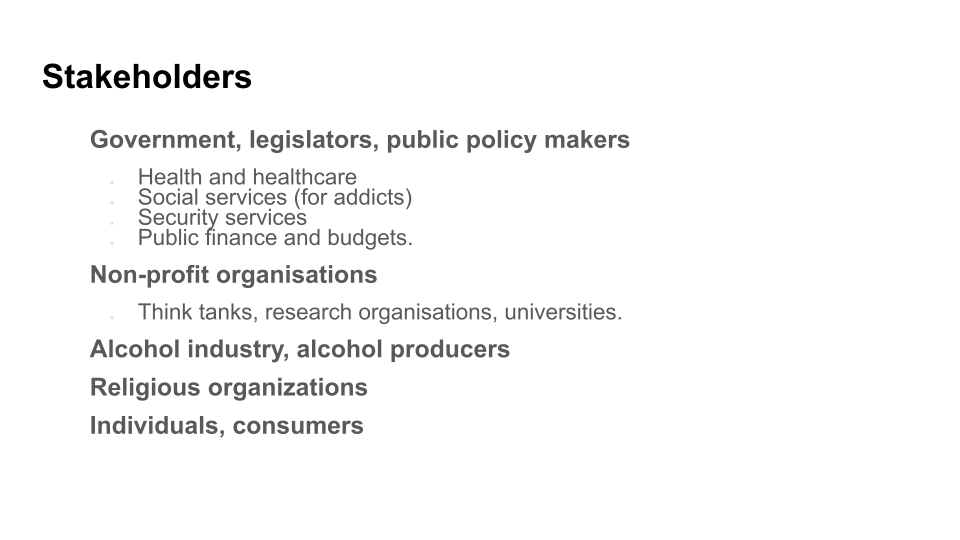 Stakeholders
Government, legislators, public policy makers
Health and healthcare
Social services (for addicts)
Security services
Public finance and budgets.
Non-profit organisations
Think tanks, research organisations, universities.
Alcohol industry, alcohol producers
Religious organizations
Individuals, consumers